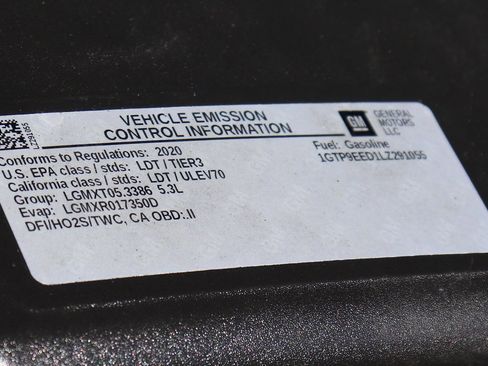 VEHICLE EMISSION
CONTROL INFORMATION
GM
GENERAL
MOTORS
LLC
Conforms to Regulations: 2020
U.S. EPA class / stds: LDT / TIER3
California class / stds: LDT / ULEV70
Group: LGMXT05.3386 5.3L
Evap: LGMXR017350D
DFI/HO2S/TWC, CA OBD:.II
Fuel: Gasoline
1GTP9EED1LZ291055
LZ291055